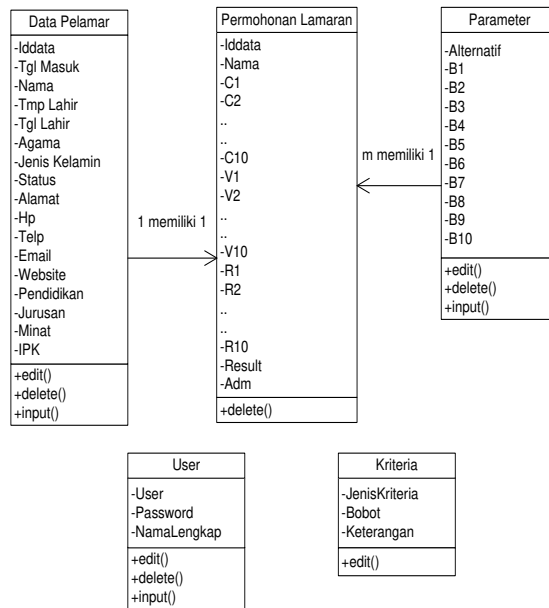 Data Pelamar
-Iddata
-Tgl Masuk
-Nama
-Tmp Lahir
-Tgl Lahir
-Agama
-Jenis Kelamin
-Status
-Alamat
-Hp
-Telp
-Email
-Website
-Pendidikan
-Jurusan
-Minat
-IPK
+edit()
+delete()
+input()
1 memiliki 1
Permohonan Lamaran
-Iddata
-Nama
-C1
-C2
..
..
-C10
-V1
-V2
..
..
-V10
-R1
-R2
..
..
-R10
-Result
-Adm
+delete()
m memiliki 1
Parameter
-Alternatif
-B1
-B2
-B3
-B4
-B5
-B6
-B7
-B8
-B9
-B10
+edit()
+delete()
+input()
User
-User
-Password
-NamaLengkap
+edit()
+delete()
+input()
Kriteria
-JenisKriteria
-Bobot
-Keterangan
+edit()